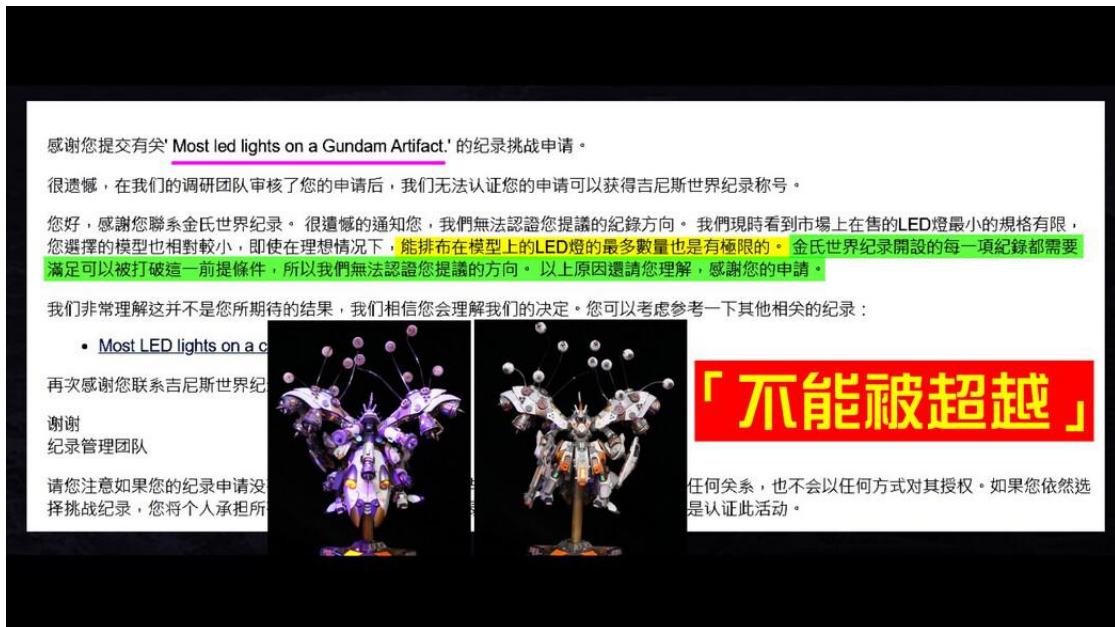 感谢您提交有关' Most led lights on a Gundam Artifact.' 的纪录挑战申请。
很遗憾，在我们的调研团队审核了您的申请后，我们无法认证您的申请可以获得吉尼斯世界纪录称号。
您好，感謝您聯系金氏世界纪录。 很遺憾的通知您，我們無法認證您提議的紀錄方向。 我們現時看到市場上在售的LED燈最小的規格有限，
您選擇的模型也相對較小，即使在理想情况下，能排布在模型上的LED燈的最多數量也是有極限的。 金氏世界纪录開設的每一項紀錄都需要
滿足可以被打破這一前提條件，所以我們無法認證您提議的方向。 以上原因還請您理解，感謝您的申請。
我们非常理解这并不是您所期待的结果，我们相信您会理解我们的决定。您可以考虑参考一下其他相关的纪录：
• Most LED lights on a c
再次感谢您联系吉尼斯世界纪
「不能被超越」
谢谢
纪录管理团队
请您注意如果您的纪录申请没 任何关系，也不会以任何方式对其授权。如果您依然选
择挑战纪录，您将个人承担所 是认证此活动。